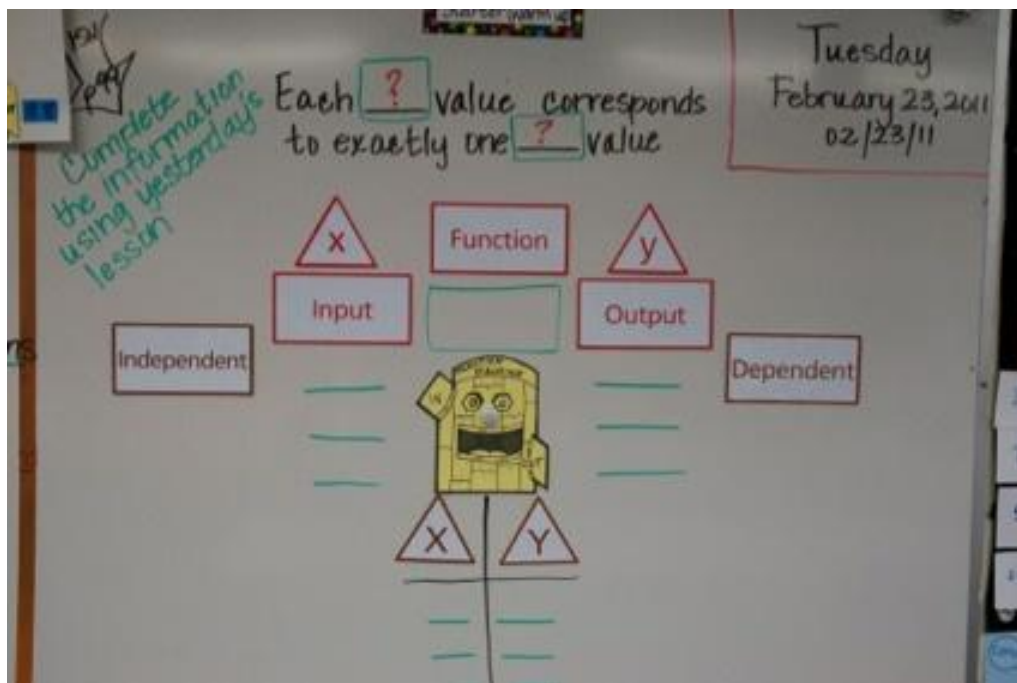 Tuesday
February 23, 2011
02/23/11
Each ? value corresponds
to exactly one ? value
Complete
the information
using yesterday's
lesson
x
Function
y
Input
Output
Independent
Dependent
IN
X
Y